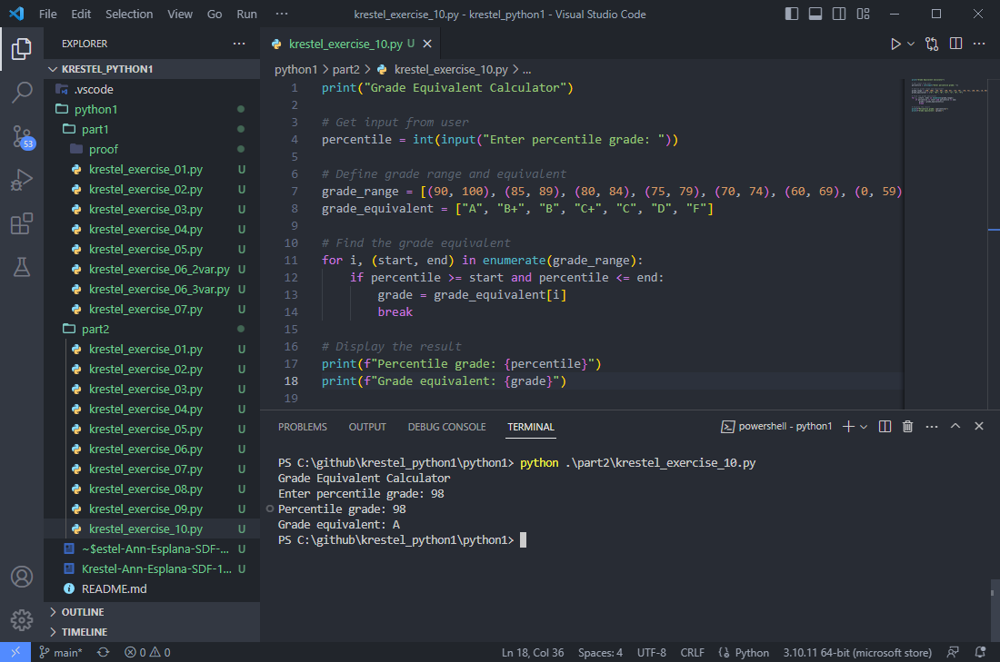 File Edit Selection View Go Run ··· krestel_exercise_10.py - krestel_python1 - Visual Studio Code
EXPLORER ···
KRESTEL_PYTHON1
.vscode
python1
part1
proof
krestel_exercise_01.py U
krestel_exercise_02.py U
krestel_exercise_03.py U
krestel_exercise_04.py U
krestel_exercise_05.py U
krestel_exercise_06_2var.py U
krestel_exercise_06_3var.py U
krestel_exercise_07.py U
part2
krestel_exercise_01.py U
krestel_exercise_02.py U
krestel_exercise_03.py U
krestel_exercise_04.py U
krestel_exercise_05.py U
krestel_exercise_06.py U
krestel_exercise_07.py U
krestel_exercise_08.py U
krestel_exercise_09.py U
krestel_exercise_10.py U
~$estel-Ann-Esplana-SDF-... U
Krestel-Ann-Esplana-SDF-1... U
README.md
OUTLINE
TIMELINE
53
krestel_exercise_10.py U
python1 > part2 > krestel_exercise_10.py > ...
1 print("Grade Equivalent Calculator")
2
3 # Get input from user
4 percentile = int(input("Enter percentile grade: "))
5
6 # Define grade range and equivalent
7 grade_range = [(90, 100), (85, 89), (80, 84), (75, 79), (70, 74), (60, 69), (0, 59)
8 grade_equivalent = ["A", "B+", "B", "C+", "C", "D", "F"]
9
10 # Find the grade equivalent
11 for i, (start, end) in enumerate(grade_range):
12 if percentile >= start and percentile <= end:
13 grade = grade_equivalent[i]
14 break
15
16 # Display the result
17 print(f"Percentile grade: {percentile}")
18 print(f"Grade equivalent: {grade}")
19
PROBLEMS OUTPUT DEBUG CONSOLE TERMINAL powershell - python1
PS C:\github\krestel_python1\python1> python .\part2\krestel_exercise_10.py
Grade Equivalent Calculator
Enter percentile grade: 98
Percentile grade: 98
Grade equivalent: A
PS C:\github\krestel_python1\python1>
main* 0 0 Ln 18, Col 36 Spaces: 4 UTF-8 CRLF Python 3.10.11 64-bit (microsoft store)